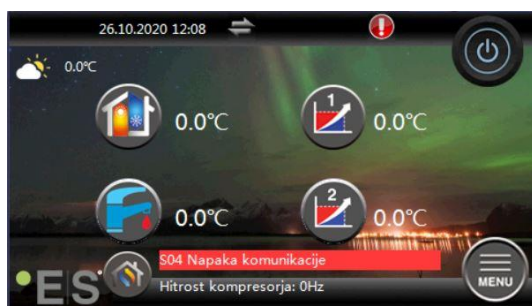 26.10.2020 12:08
0.0℃
0.0℃
1
0.0℃
0.0℃
2
0.0℃
S04 Napaka komunikacije
Hitrost kompresorja: 0Hz
ES
MENU